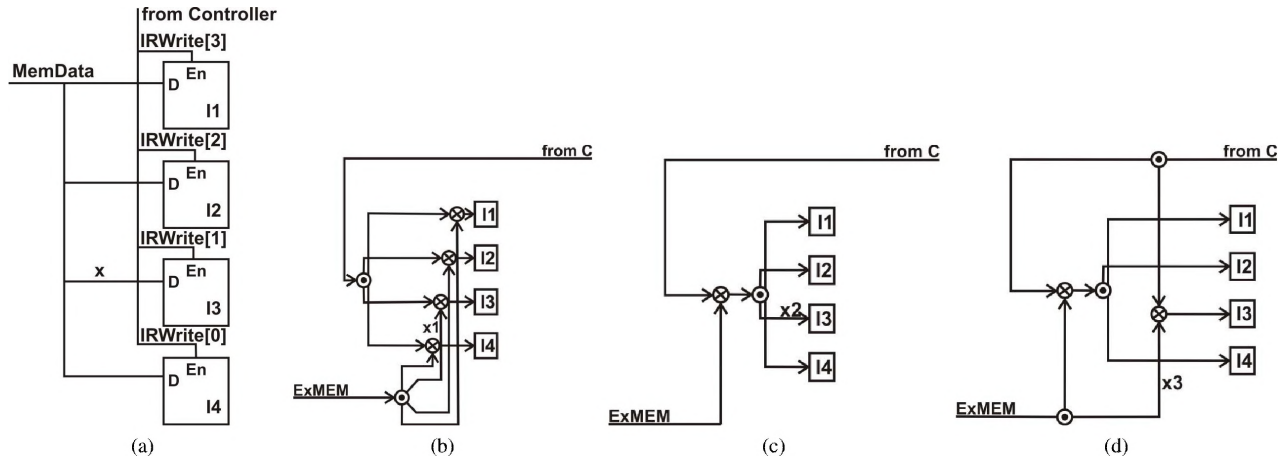 from Controller
IRWrite[3]
MemData
D En
I1
IRWrite[2]
D En
I2
IRWrite[1]
x
D En
I3
IRWrite[0]
D En
I4
(a)
from C
I1
I2
I3
x1
I4
ExMEM
(b)
from C
I1
I2
x2
I3
I4
ExMEM
(c)
from C
I1
I2
I3
I4
x3
ExMEM
(d)